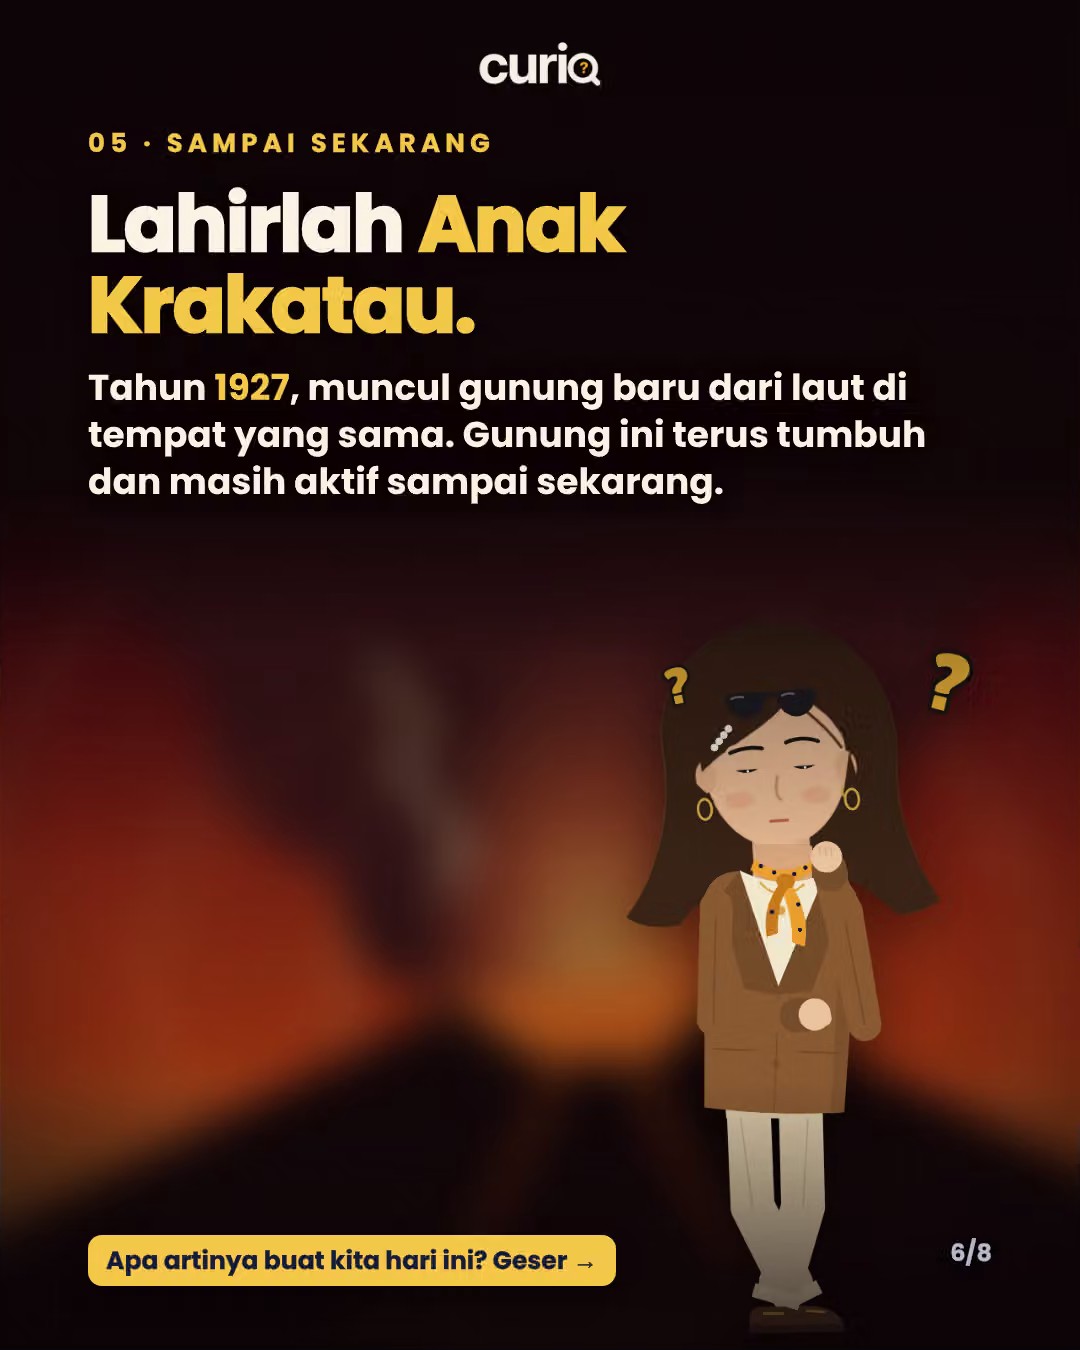 curio
05 · SAMPAI SEKARANG
Lahirlah Anak
Krakatau.
Tahun 1927, muncul gunung baru dari laut di
tempat yang sama. Gunung ini terus tumbuh
dan masih aktif sampai sekarang.
?
?
?
Apa artinya buat kita hari ini? Geser →
6/8